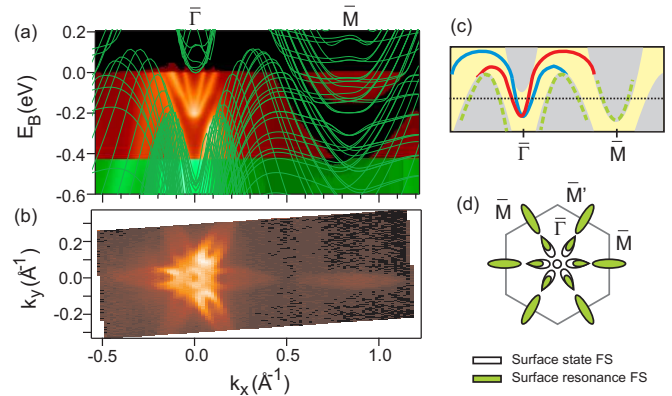 (a)
Γ̅
M̅
0.2
0.0
-0.2
-0.4
-0.6
E_B(eV)
(b)
0.2
0.0
-0.2
k_y(Å⁻¹)
-0.5
0.0
0.5
1.0
k_x(Å⁻¹)
(c)
Γ̅
M̅
(d)
M̅
M̅'
Γ̅
M̅
Surface state FS
Surface resonance FS